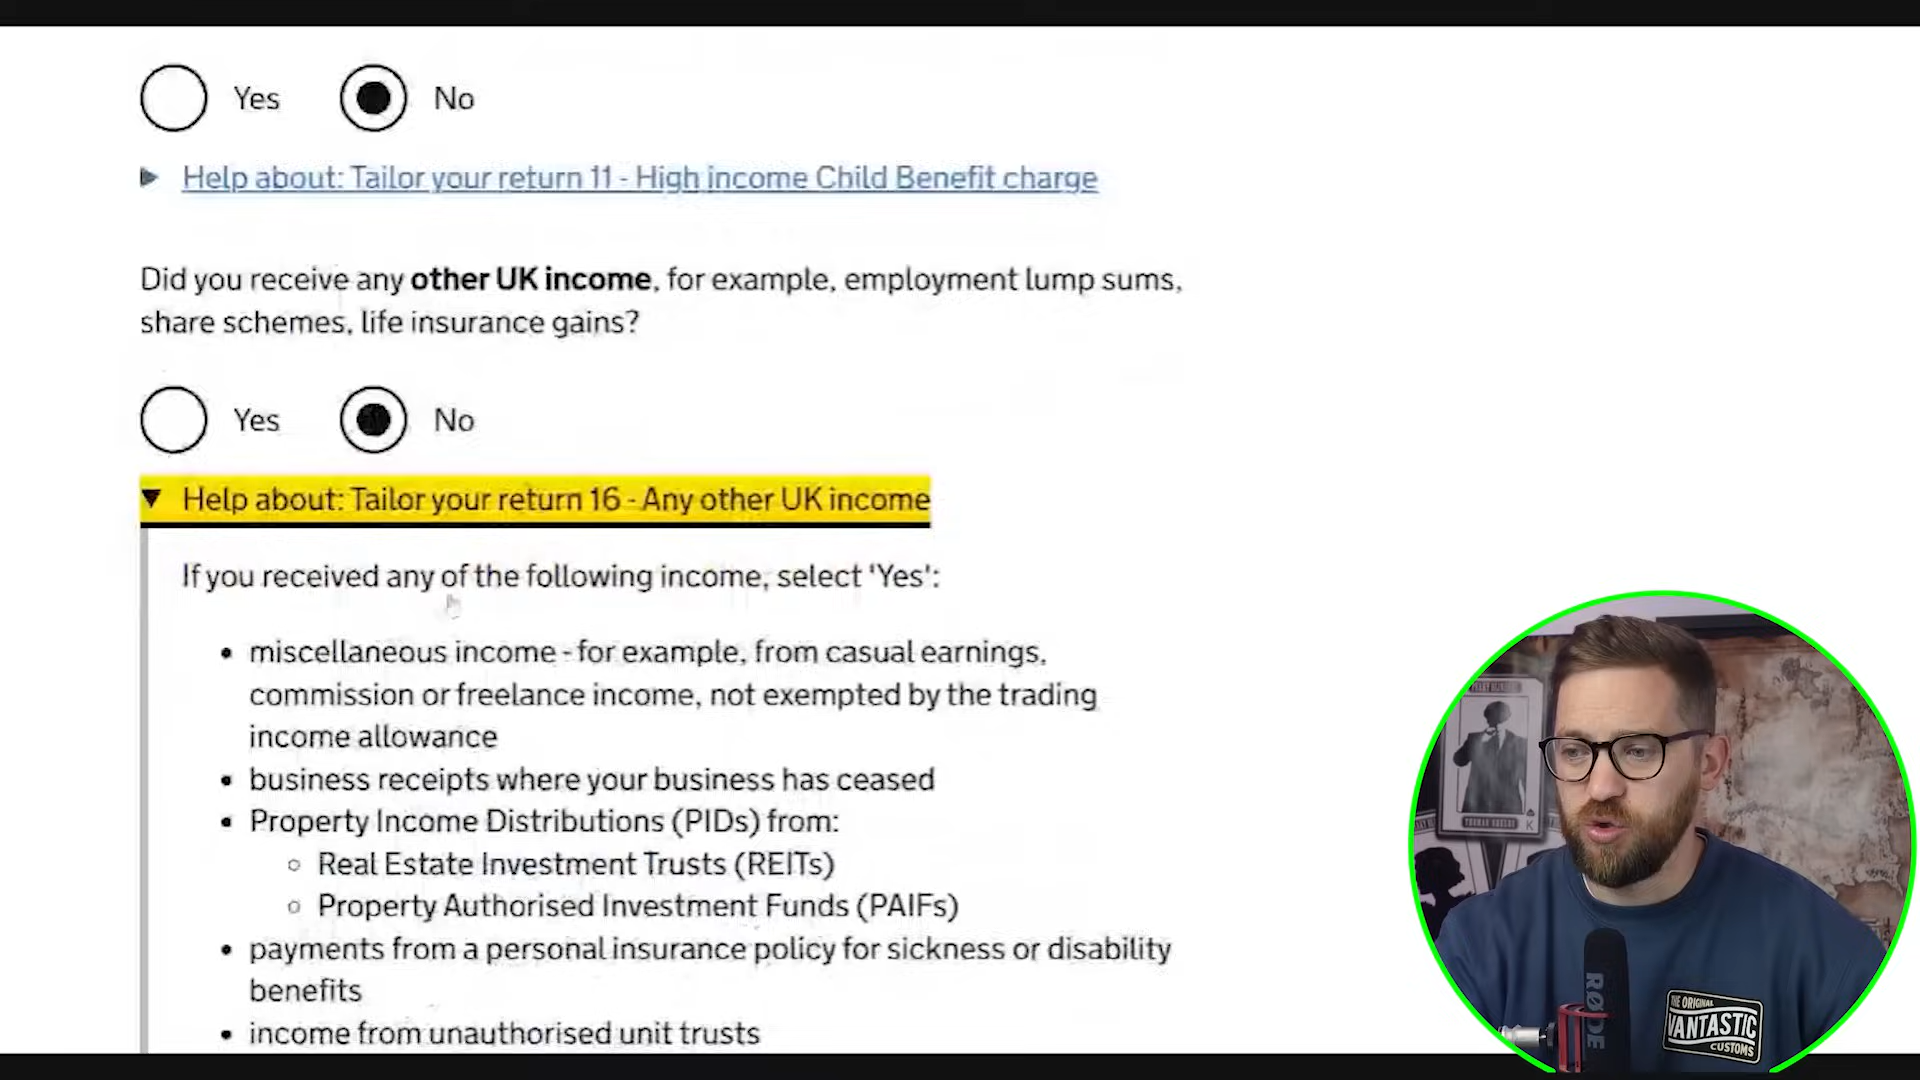 Yes No
Help about: Tailor your return 11 - High income Child Benefit charge
Did you receive any other UK income, for example, employment lump sums,
share schemes, life insurance gains?
Yes No
Help about: Tailor your return 16 - Any other UK income
If you received any of the following income, select 'Yes':
miscellaneous income - for example, from casual earnings,
commission or freelance income, not exempted by the trading
income allowance
business receipts where your business has ceased
Property Income Distributions (PIDs) from:
Real Estate Investment Trusts (REITs)
Property Authorised Investment Funds (PAIFs)
payments from a personal insurance policy for sickness or disability
benefits
income from unauthorised unit trusts
K
RØDE
THE ORIGINAL
VANTASTIC
CUSTOMS